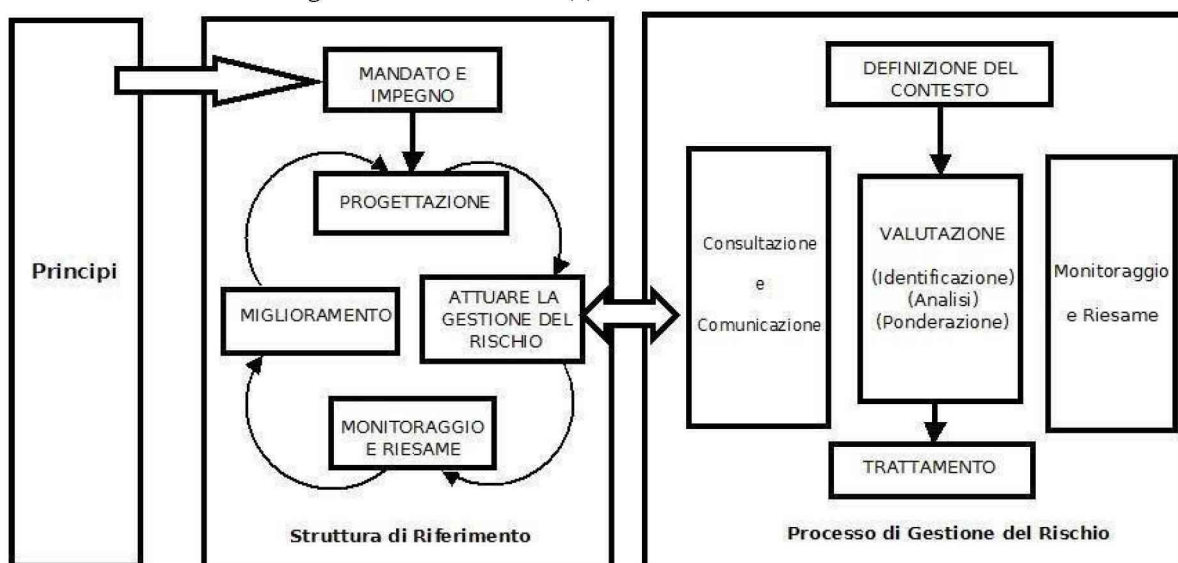 Principi
MANDATO E
IMPEGNO
PROGETTAZIONE
ATTUARE LA
GESTIONE DEL
RISCHIO
MONITORAGGIO
E RIESAME
MIGLIORAMENTO
Struttura di Riferimento
DEFINIZIONE DEL
CONTESTO
Consultazione
e
Comunicazione
VALUTAZIONE
(Identificazione)
(Analisi)
(Ponderazione)
Monitoraggio
e Riesame
TRATTAMENTO
Processo di Gestione del Rischio